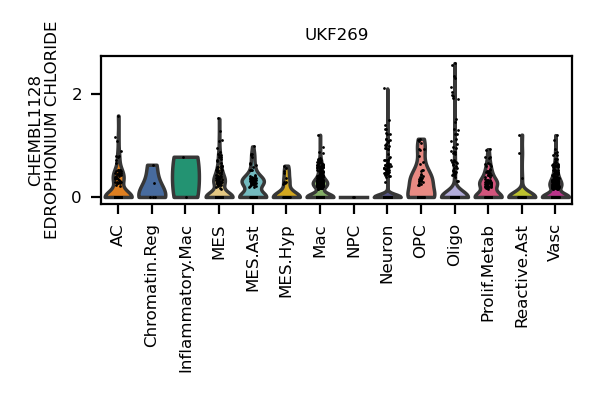 UKF269
CHEMBL1128
EDROPHONIUM CHLORIDE
2
0
AC
Chromatin.Reg
Inflammatory.Mac
MES
MES.Ast
MES.Hyp
Mac
NPC
Neuron
OPC
Oligo
Prolif.Metab
Reactive.Ast
Vasc